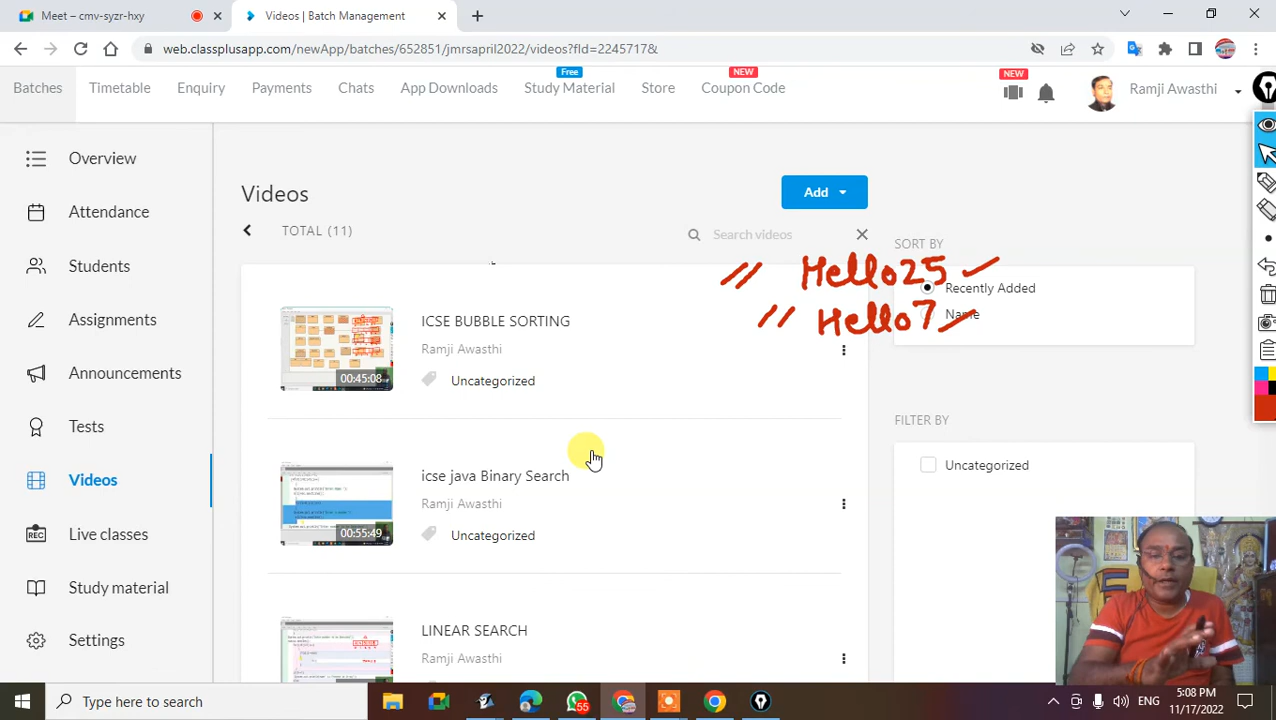 Meet – cmv-syzr-hxy
Videos | Batch Management
web.classplusapp.com/newApp/batches/652851/jmrsapril2022/videos?fId=2245717&
Free
NEW
NEW
Batches
Timetable
Enquiry
Payments
Chats
App Downloads
Study Material
Store
Coupon Code
Ramji Awasthi
Overview
Attendance
Students
Assignments
Announcements
Tests
Videos
REC
Live classes
Study material
Settings
Videos
Add
TOTAL (11)
Search videos
// Hello25
// Hello7
SORT BY
Recently Added
Name
FILTER BY
Uncategorized
ICSE BUBBLE SORTING
Ramji Awasthi
Uncategorized
00:45:08
icse java Binary Search
Ramji Awasthi
Uncategorized
00:55:49
LINEAR SEARCH
Ramji Awasthi
Type here to search
55
ENG
5:08 PM
11/17/2022